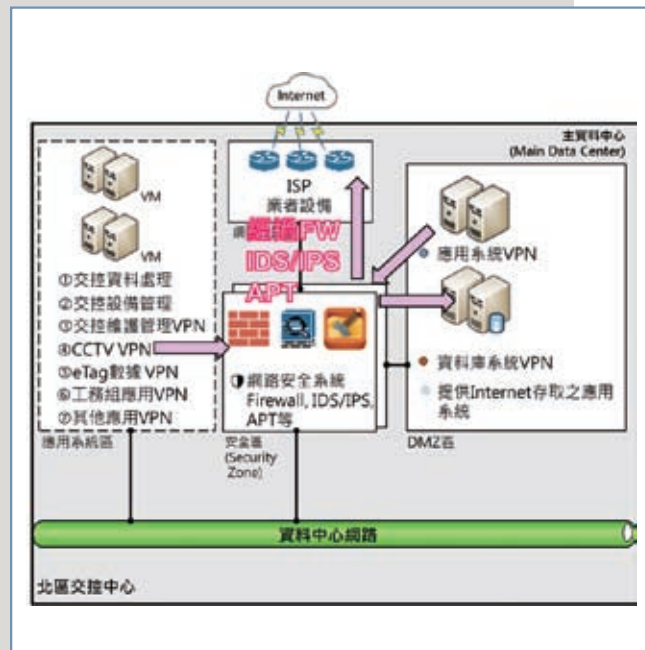 Internet
主資料中心
(Main Data Center)
VM
VM
①交控資料處理
②交控設備管理
③交控維護管理VPN
④CCTV VPN
⑤eTag數據 VPN
⑥工務組應用VPN
⑦其他應用VPN
應用系統區
ISP
業者設備
經過FW
IDS/IPS
APT
網路安全系統
Firewall, IDS/IPS,
APT等
安全區
(Security
Zone)
應用系統VPN
資料庫系統VPN
提供Internet存取之應用
系統
DMZ區
資料中心網路
北區交控中心